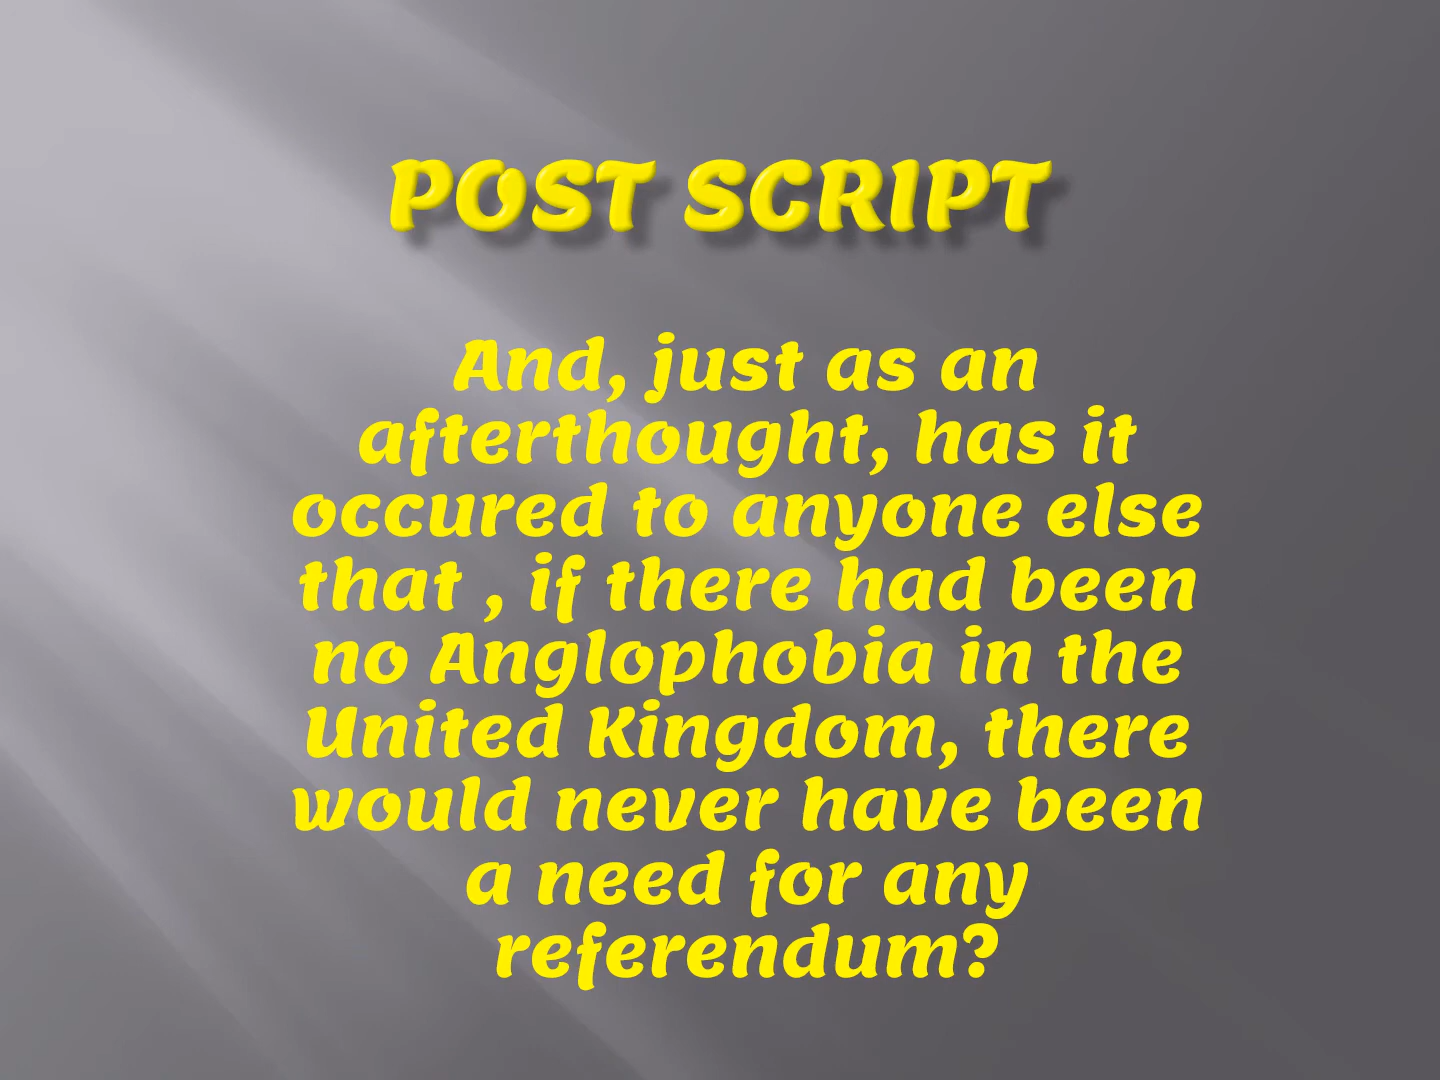 POST SCRIPT
And, just as an
afterthought, has it
occured to anyone else
that , if there had been
no Anglophobia in the
United Kingdom, there
would never have been
a need for any
referendum?